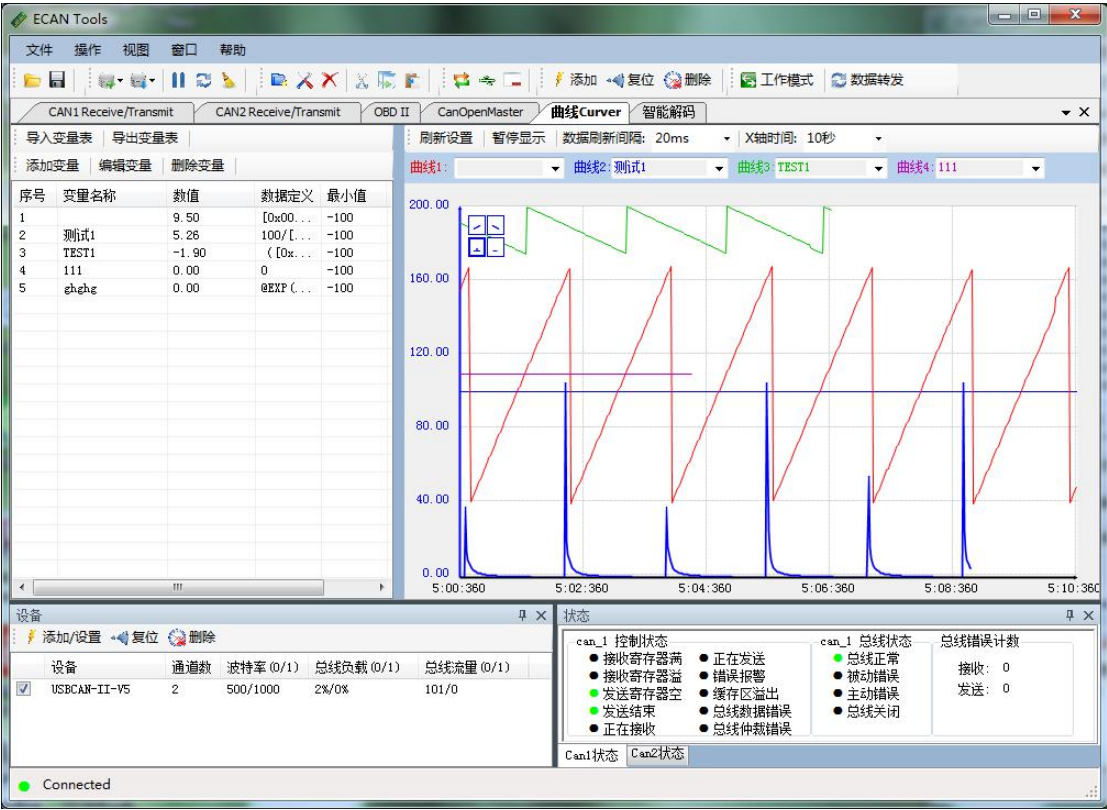 ECAN Tools
文件 操作 视图 窗口 帮助
添加 复位 删除 工作模式 数据转发
CAN1 Receive/Transmit CAN2 Receive/Transmit OBD II CanOpenMaster 曲线Curver 智能解码
导入变量表 导出变量表
添加变量 编辑变量 删除变量
序号 变量名称 数值 数据定义 最小值
1 9.50 [0x00... -100
2 测试1 5.26 100/[... -100
3 TEST1 -1.90 ([0x... -100
4 111 0.00 0 -100
5 ghghg 0.00 @EXP(... -100
刷新设置 暂停显示 数据刷新间隔: 20ms X轴时间: 10秒
曲线1: 曲线2: 测试1 曲线3: TEST1 曲线4: 111
200.00
160.00
120.00
80.00
40.00
0.00
5:00:360 5:02:360 5:04:360 5:06:360 5:08:360 5:10:360
设备
添加/设置 复位 删除
设备 通道数 波特率(0/1) 总线负载(0/1) 总线流量(0/1)
USBCAN-II-V5 2 500/1000 2%/0% 101/0
状态
can_1 控制状态 can_1 总线状态 总线错误计数
接收寄存器满 正在发送 总线正常 接收: 0
接收寄存器溢 错误报警 被动错误
发送寄存器空 缓存区溢出 主动错误 发送: 0
发送结束 总线数据错误 总线关闭
正在接收 总线仲裁错误
Can1状态 Can2状态
Connected